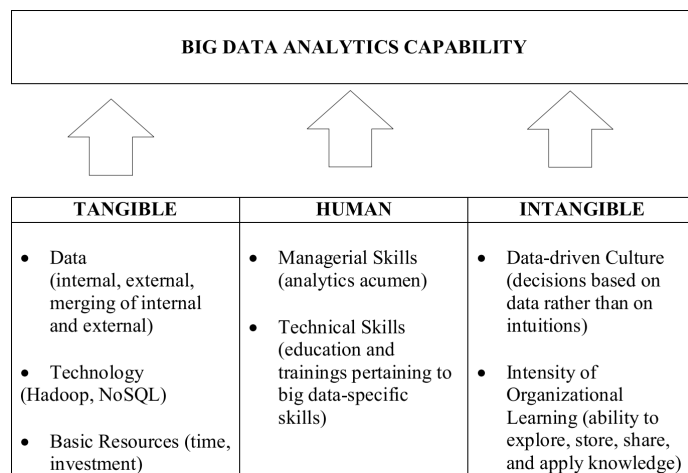 BIG DATA ANALYTICS CAPABILITY
TANGIBLE
HUMAN
INTANGIBLE
• Data
(internal, external,
merging of internal
and external)
• Technology
(Hadoop, NoSQL)
• Basic Resources (time,
investment)
• Managerial Skills
(analytics acumen)
• Technical Skills
(education and
trainings pertaining to
big data-specific
skills)
• Data-driven Culture
(decisions based on
data rather than on
intuitions)
• Intensity of
Organizational
Learning (ability to
explore, store, share,
and apply knowledge)